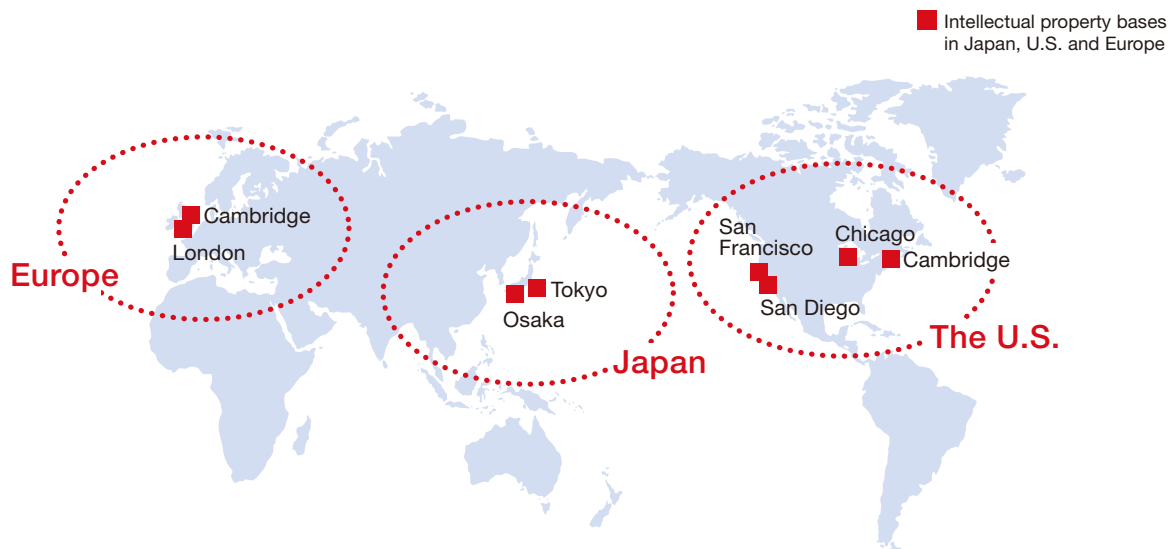 Intellectual property bases
in Japan, U.S. and Europe
Cambridge
London
Europe
Tokyo
Osaka
Japan
San
Francisco
Chicago
Cambridge
San Diego
The U.S.